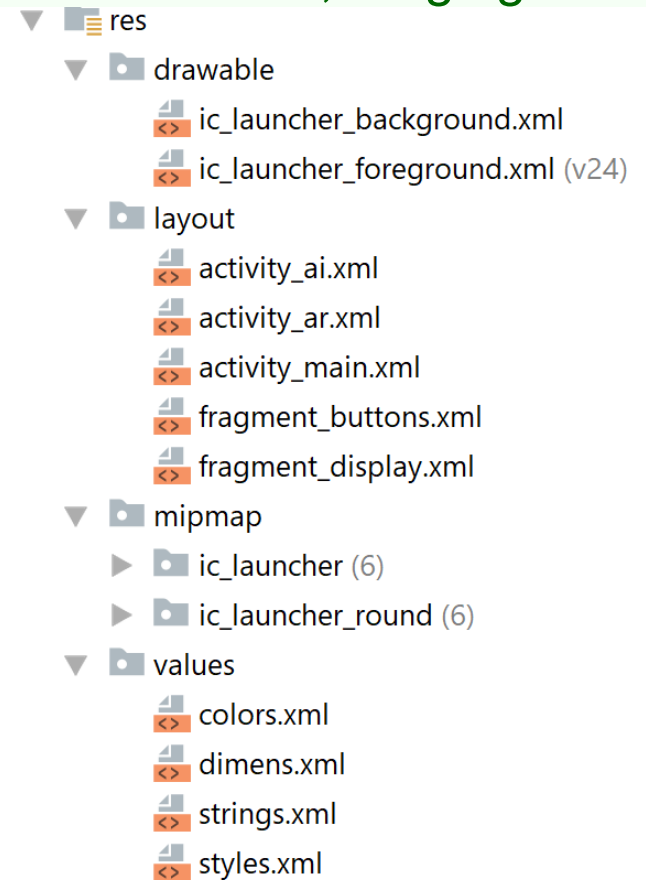 res
drawable
ic_launcher_background.xml
ic_launcher_foreground.xml (v24)
layout
activity_ai.xml
activity_ar.xml
activity_main.xml
fragment_buttons.xml
fragment_display.xml
mipmap
ic_launcher (6)
ic_launcher_round (6)
values
colors.xml
dimens.xml
strings.xml
styles.xml